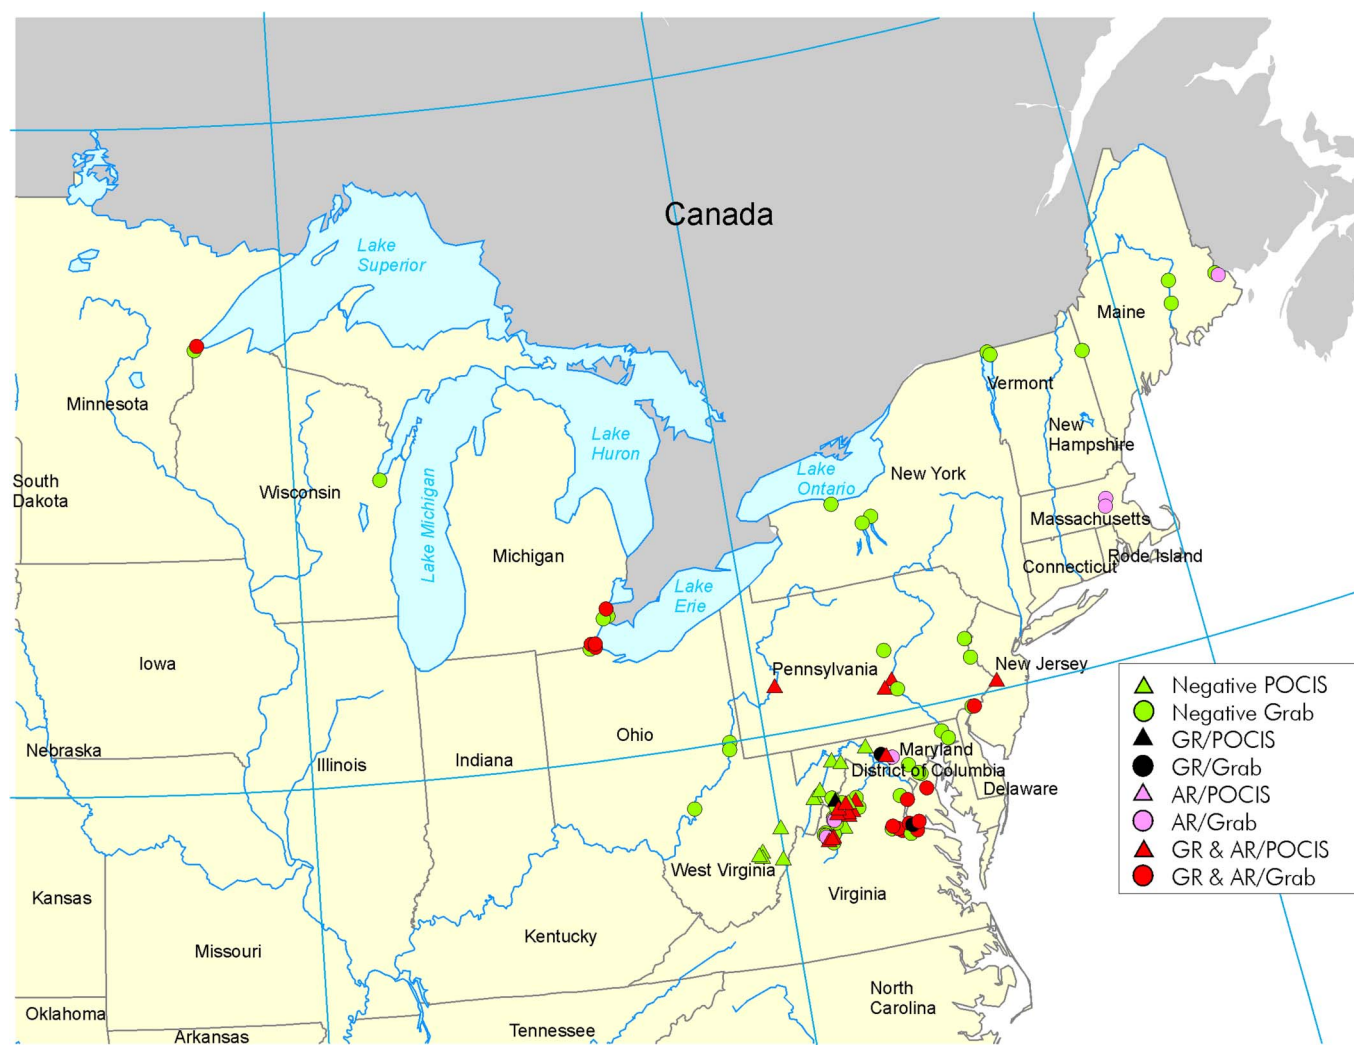 Canada
Lake
Superior
Maine
Minnesota
Vermont
New
Hampshire
Lake
Huron
Lake
Ontario
New York
South
Dakota
Wisconsin
Lake Michigan
Massachusetts
Michigan
Rode Island
Connecticut
Lake
Erie
Iowa
Pennsylvania
New Jersey
Nebraska
Illinois
Indiana
Ohio
Maryland
District of Columbia
Delaware
West Virginia
Virginia
Kansas
Missouri
Kentucky
North
Carolina
Oklahoma
Arkansas
Tennessee
Negative POCIS
Negative Grab
GR/POCIS
GR/Grab
AR/POCIS
AR/Grab
GR & AR/POCIS
GR & AR/Grab